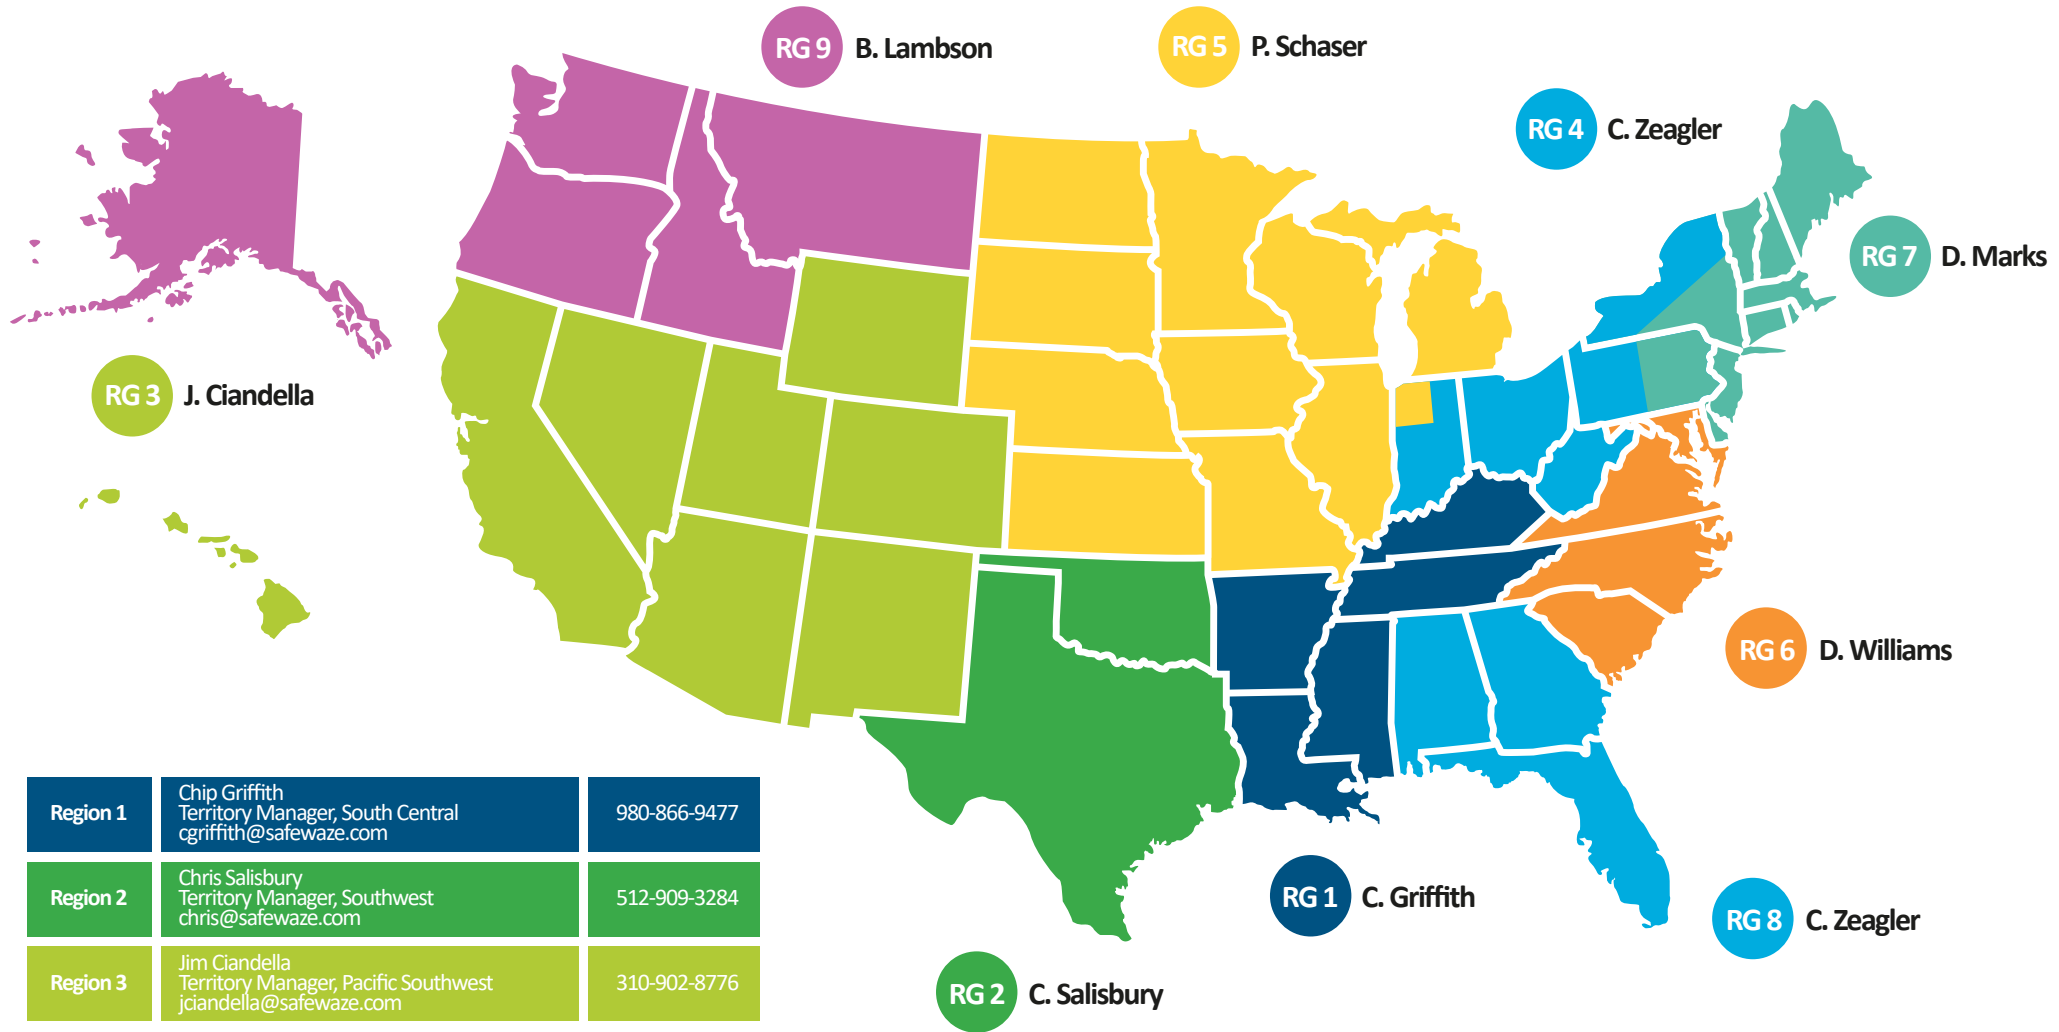 RG 9 B. Lambson
RG 5 P. Schaser
RG 4 C. Zeagler
RG 7 D. Marks
RG 3 J. Ciandella
RG 6 D. Williams
Region 1
Chip Griffith
Territory Manager, South Central
cgriffith@safewaze.com
980-866-9477
Region 2
Chris Salisbury
Territory Manager, Southwest
chris@safewaze.com
512-909-3284
Region 3
Jim Ciandella
Territory Manager, Pacific Southwest
jciandella@safewaze.com
310-902-8776
RG 1 C. Griffith
RG 8 C. Zeagler
RG 2 C. Salisbury